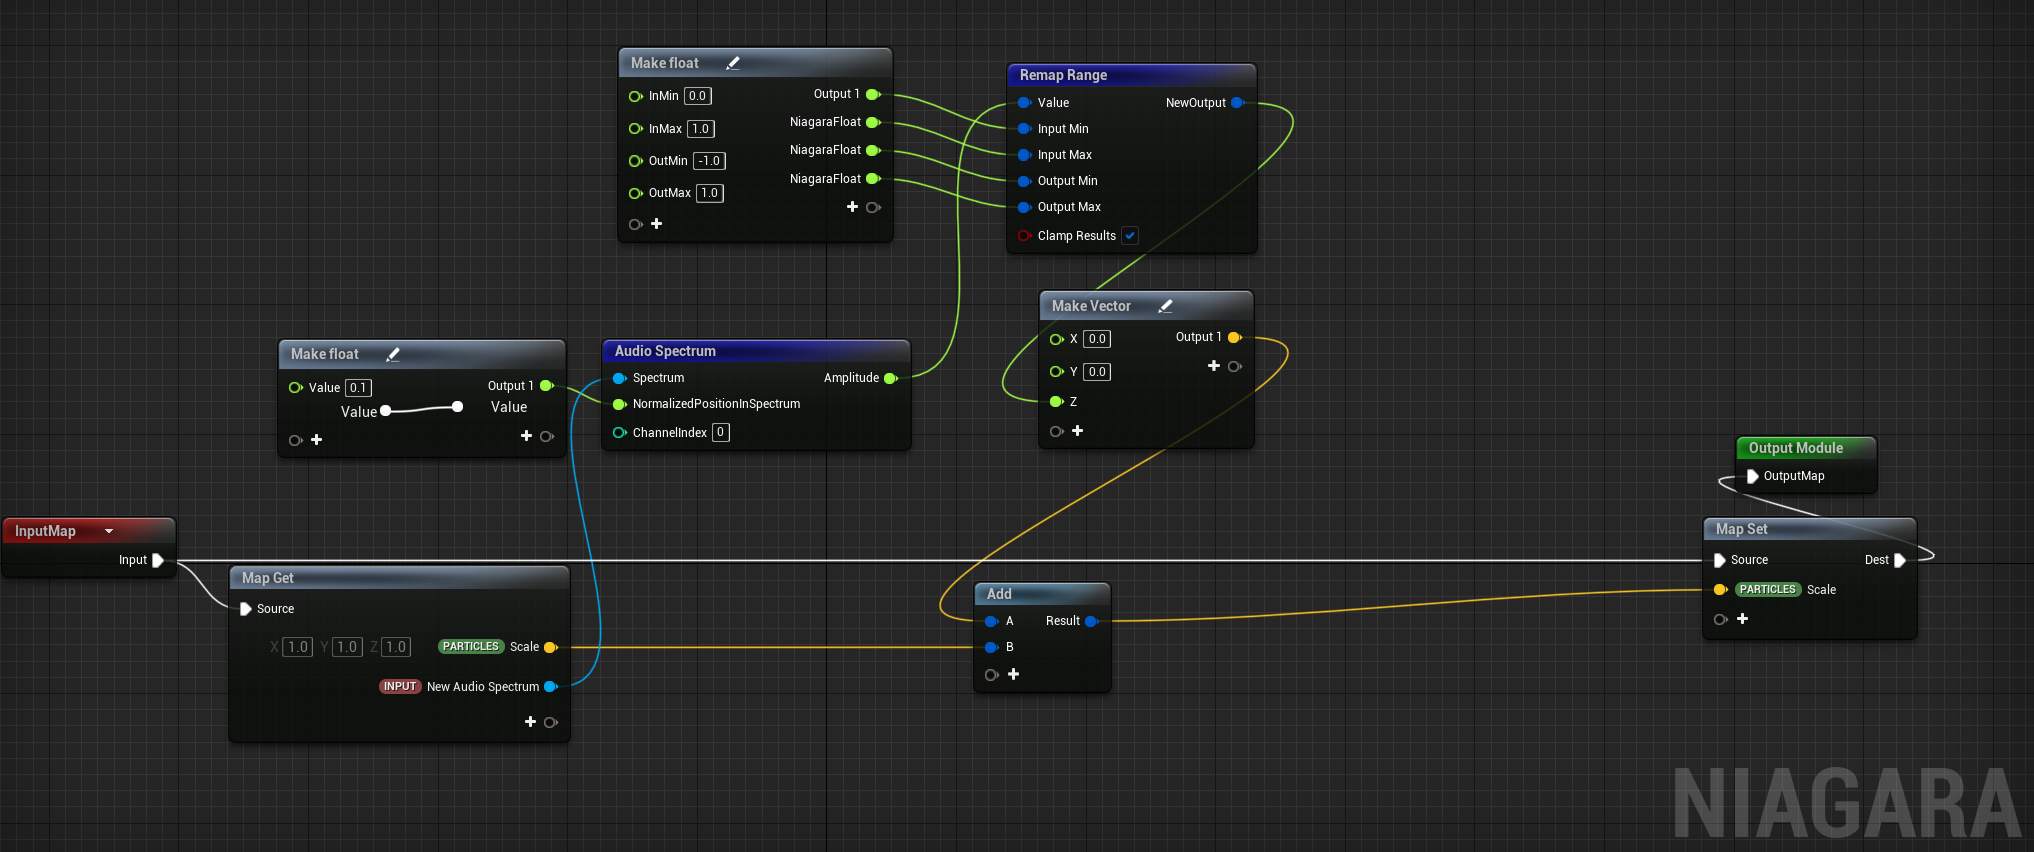 Make float
InMin 0.0
Output 1
InMax 1.0
NiagaraFloat
OutMin -1.0
NiagaraFloat
OutMax 1.0
NiagaraFloat
Remap Range
Value
NewOutput
Input Min
Input Max
Output Min
Output Max
Clamp Results
Make Vector
X 0.0
Output 1
Y 0.0
Z
Make float
Value 0.1
Output 1
Value
Value
Audio Spectrum
Spectrum
Amplitude
NormalizedPositionInSpectrum
ChannelIndex 0
Output Module
OutputMap
InputMap
Input
Map Get
Source
X 1.0 Y 1.0 Z 1.0
PARTICLES Scale
INPUT New Audio Spectrum
Add
A
Result
B
Map Set
Source
Dest
PARTICLES Scale
NIAGARA